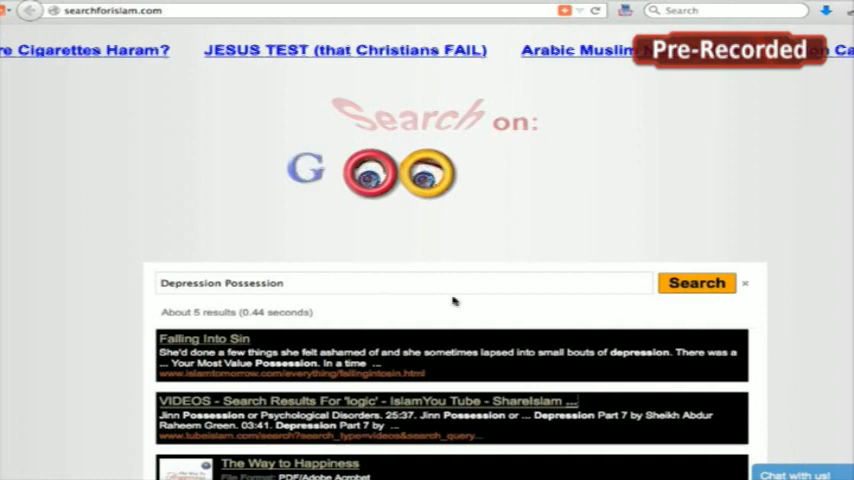 searchforislam.com
Search
re Cigarettes Haram? JESUS TEST (that Christians FAIL) Arabic Muslim
Pre-Recorded
Search on:
G
Depression Possession
Search
×
About 5 results (0.44 seconds)
Falling Into Sin
She'd done a few things she felt ashamed of and she sometimes lapsed into small bouts of depression. There was a
... Your Most Value Possession. In a time ...
www.islamtomorrow.com/everything/fallingintosin.html
VIDEOS - Search Results For 'logic' - IslamYou Tube - ShareIslam ...
Jinn Possession or Psychological Disorders. 25:37. Jinn Possession or ... Depression Part 7 by Sheikh Abdur
Raheem Green. 03:41. Depression Part 7 by ...
www.tubeislam.com/search?search_type=videos&search_query...
The Way to Happiness
File Format: PDF/Adobe Acrobat
Chat with us!